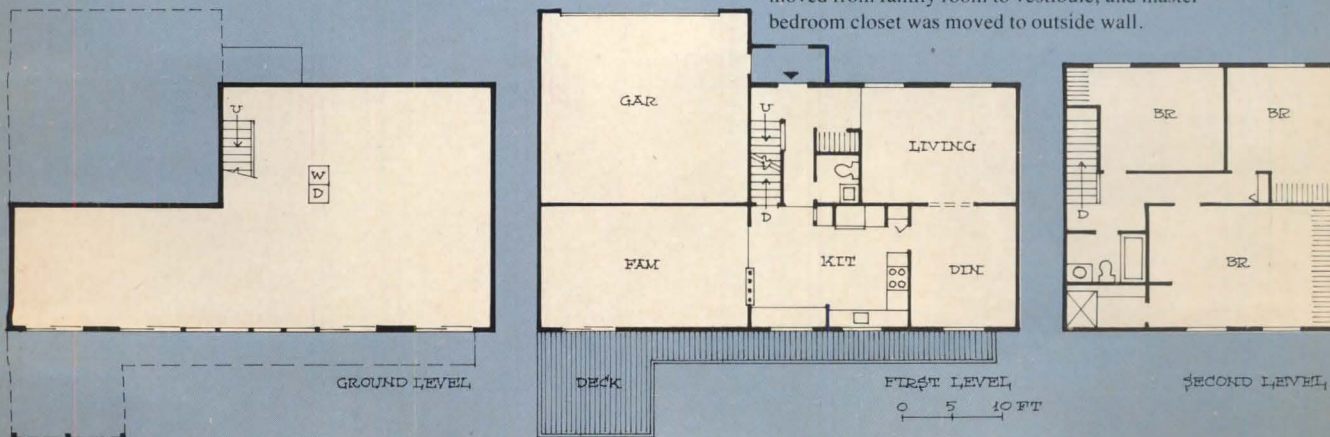 moved from family room to vestibule, and master
bedroom closet was moved to outside wall.
GAR
BR
BR
U
U
LIVING
W
D
D
D
FAM
KIT
DIN
BR
GROUND LEVEL
DECK
FIRST LEVEL
SECOND LEVEL
0 5 10 FT